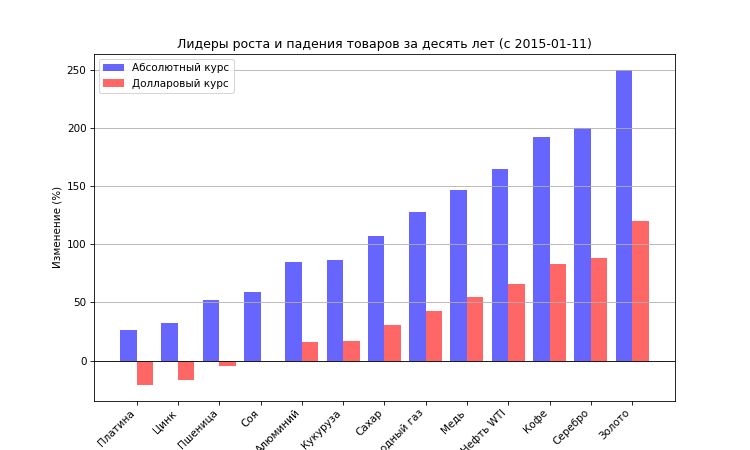 Лидеры роста и падения товаров за десять лет (с 2015-01-11)
Абсолютный курс
Долларовый курс
Изменение (%)
250
200
150
100
50
0
Платина
Цинк
Пшеница
Соя
Алюминий
Кукуруза
Сахар
одный газ
Медь
Нефть WTI
Кофе
Серебро
Золото